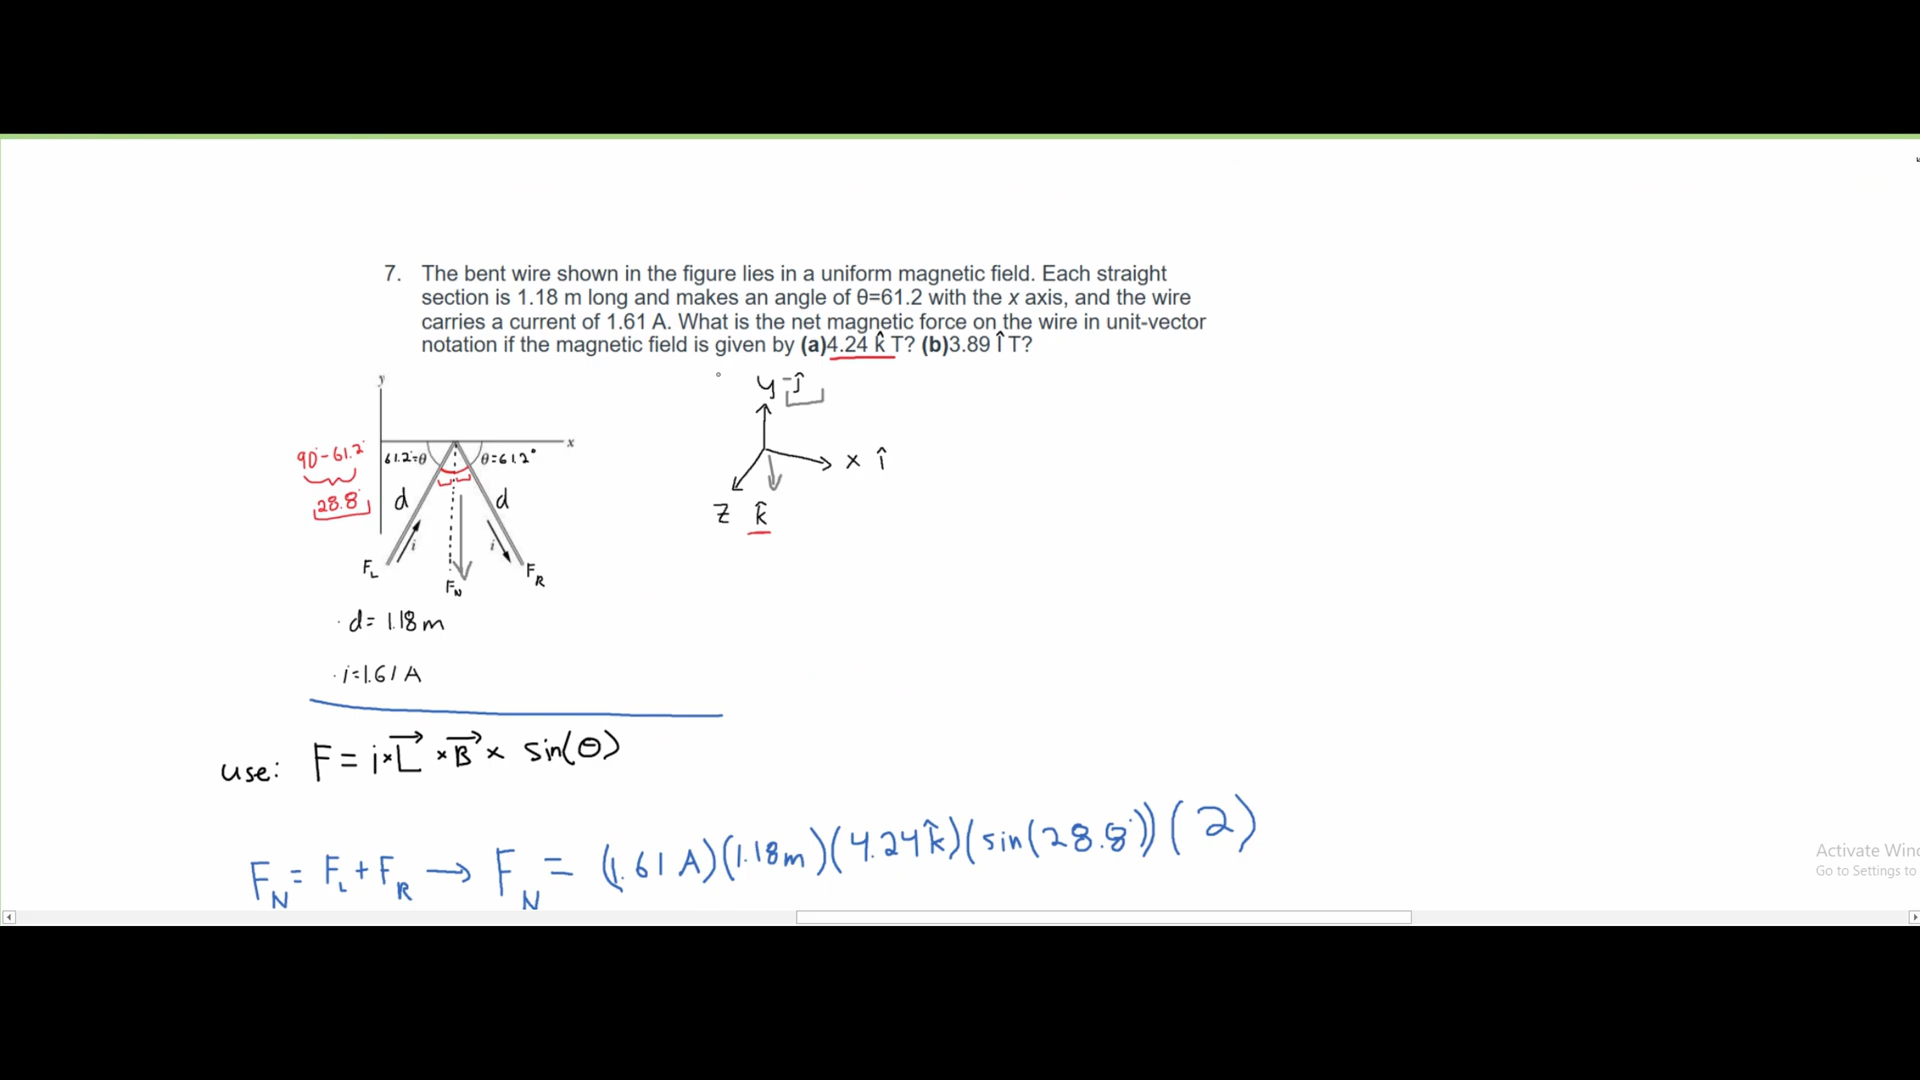 7. The bent wire shown in the figure lies in a uniform magnetic field. Each straight
section is 1.18 m long and makes an angle of θ=61.2 with the x axis, and the wire
carries a current of 1.61 A. What is the net magnetic force on the wire in unit-vector
notation if the magnetic field is given by (a)4.24 k̂ T? (b)3.89 î T?
y
y -ĵ
x
90°-61.2°
61.2°=θ
θ=61.2°
x î
28.8°
d
d
z k̂
i
i
F_L
F_N
F_R
· d= 1.18m
· i=1.61 A
use: F = i × L⃗ × B⃗ × sin(θ)
F_N = F_L + F_R → F_N = (1.61 A)(1.18m)(4.24k̂)(sin(28.8°))(2)
Activate Wind
Go to Settings to